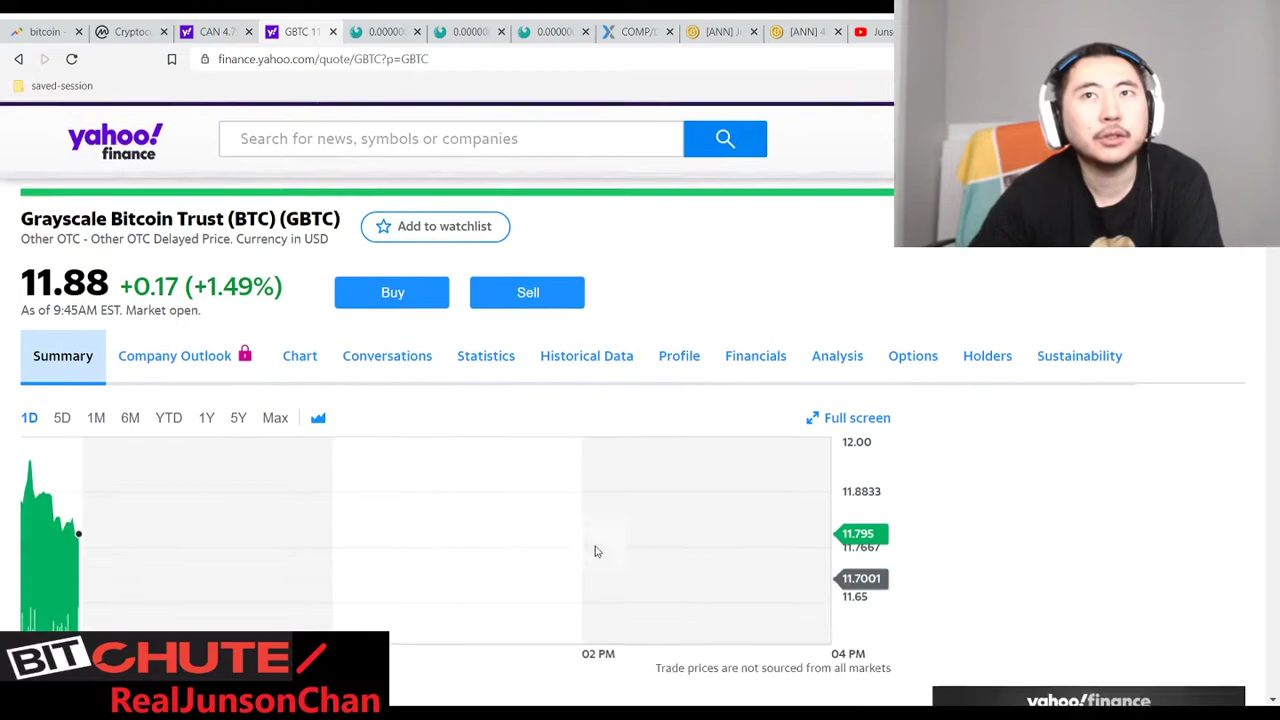 bitcoin -
Cryptoc
CAN 4.7
GBTC 11
0.00000
0.00000
0.00000
COMP/
[ANN] J
[ANN] 4
Juns
finance.yahoo.com/quote/GBTC?p=GBTC
saved-session
yahoo!
finance
Search for news, symbols or companies
Grayscale Bitcoin Trust (BTC) (GBTC)
Add to watchlist
Other OTC - Other OTC Delayed Price. Currency in USD
11.88 +0.17 (+1.49%)
Buy
Sell
As of 9:45AM EST. Market open.
Summary Company Outlook Chart Conversations Statistics Historical Data Profile Financials Analysis Options Holders Sustainability
1D 5D 1M 6M YTD 1Y 5Y Max
Full screen
12.00
11.8833
11.795
11.7667
11.7001
11.65
02 PM
04 PM
Trade prices are not sourced from all markets
BITCHUTE/
RealJunsonChan
yahoo!finance